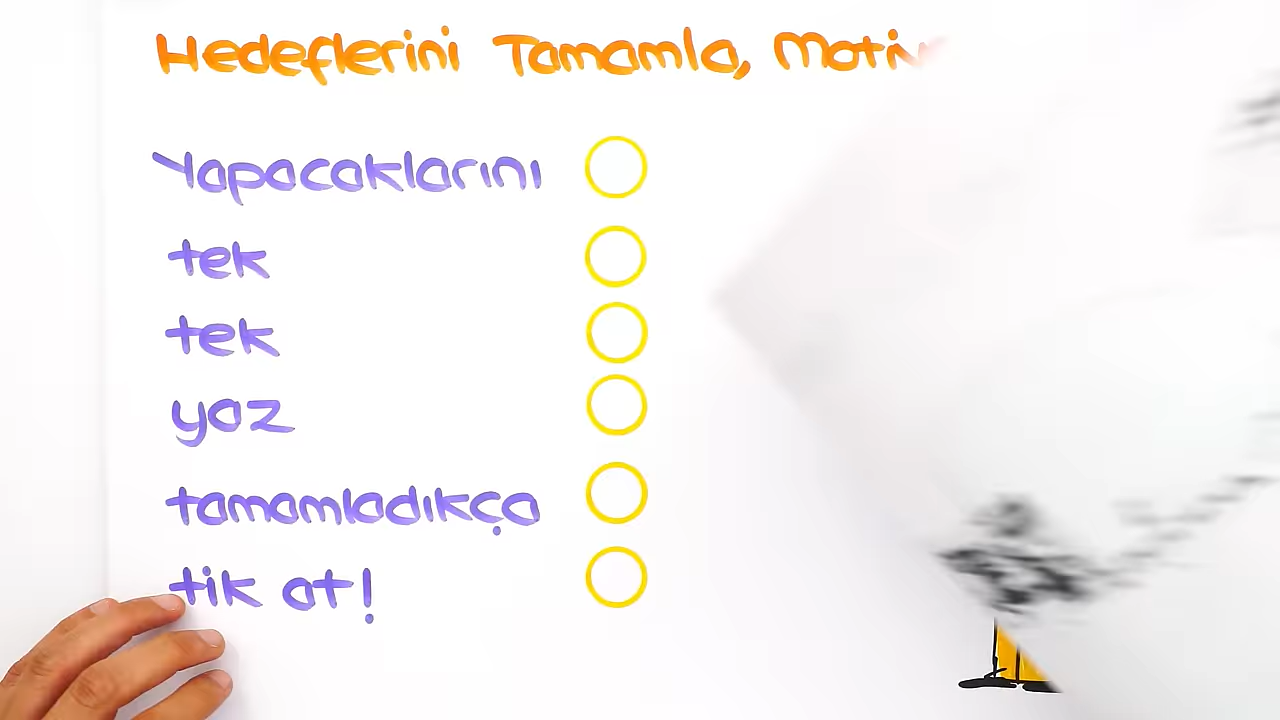 Hedeflerini Tamamla,
Yapacaklarını
tek
tek
yaz
tamamladıkça
tik at!